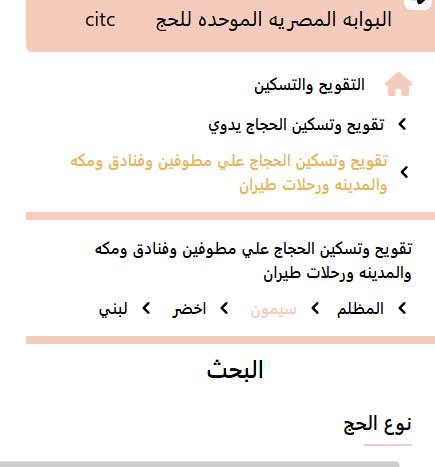 البوابه المصريه الموحده للحج citc
التفويج والتسكين
تفويج وتسكين الحجاج يدوي
تفويج وتسكين الحجاج علي مطوفين وفنادق ومكه
والمدينه ورحلات طيران
تفويج وتسكين الحجاج علي مطوفين وفنادق ومكه
والمدينه ورحلات طيران
المظلم سيمون اخضر لبني
البحث
نوع الحج